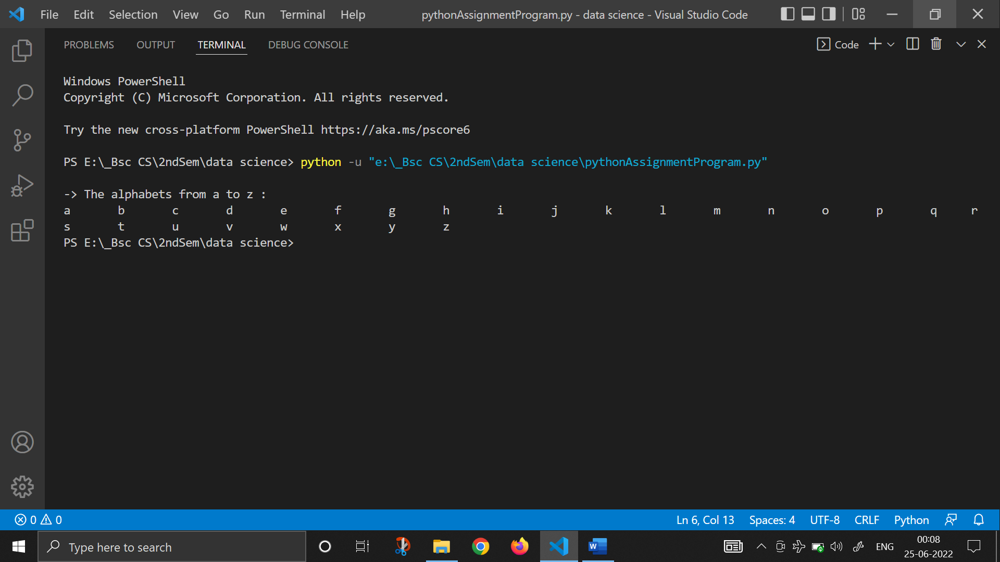 File Edit Selection View Go Run Terminal Help pythonAssignmentProgram.py - data science - Visual Studio Code
PROBLEMS OUTPUT TERMINAL DEBUG CONSOLE Code
Windows PowerShell
Copyright (C) Microsoft Corporation. All rights reserved.
Try the new cross-platform PowerShell https://aka.ms/pscore6
PS E:\_Bsc CS\2ndSem\data science> python -u "e:\_Bsc CS\2ndSem\data science\pythonAssignmentProgram.py"
-> The alphabets from a to z :
a b c d e f g h i j k l m n o p q r
s t u v w x y z
PS E:\_Bsc CS\2ndSem\data science>
0 0 Ln 6, Col 13 Spaces: 4 UTF-8 CRLF Python
Type here to search W ENG 00:08
25-06-2022